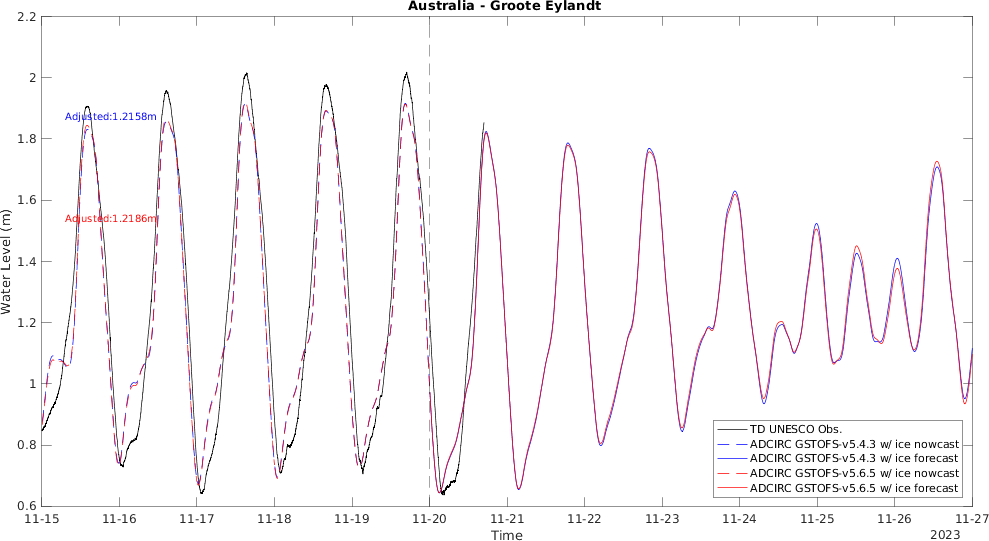 Australia - Groote Eylandt
2.2
2
1.8
1.6
1.4
1.2
1
0.8
0.6
Water Level (m)
Adjusted:1.2158m
Adjusted:1.2186m
TD UNESCO Obs.
ADCIRC GSTOFS-v5.4.3 w/ ice nowcast
ADCIRC GSTOFS-v5.4.3 w/ ice forecast
ADCIRC GSTOFS-v5.6.5 w/ ice nowcast
ADCIRC GSTOFS-v5.6.5 w/ ice forecast
11-15 11-16 11-17 11-18 11-19 11-20 11-21 11-22 11-23 11-24 11-25 11-26 11-27
Time
2023